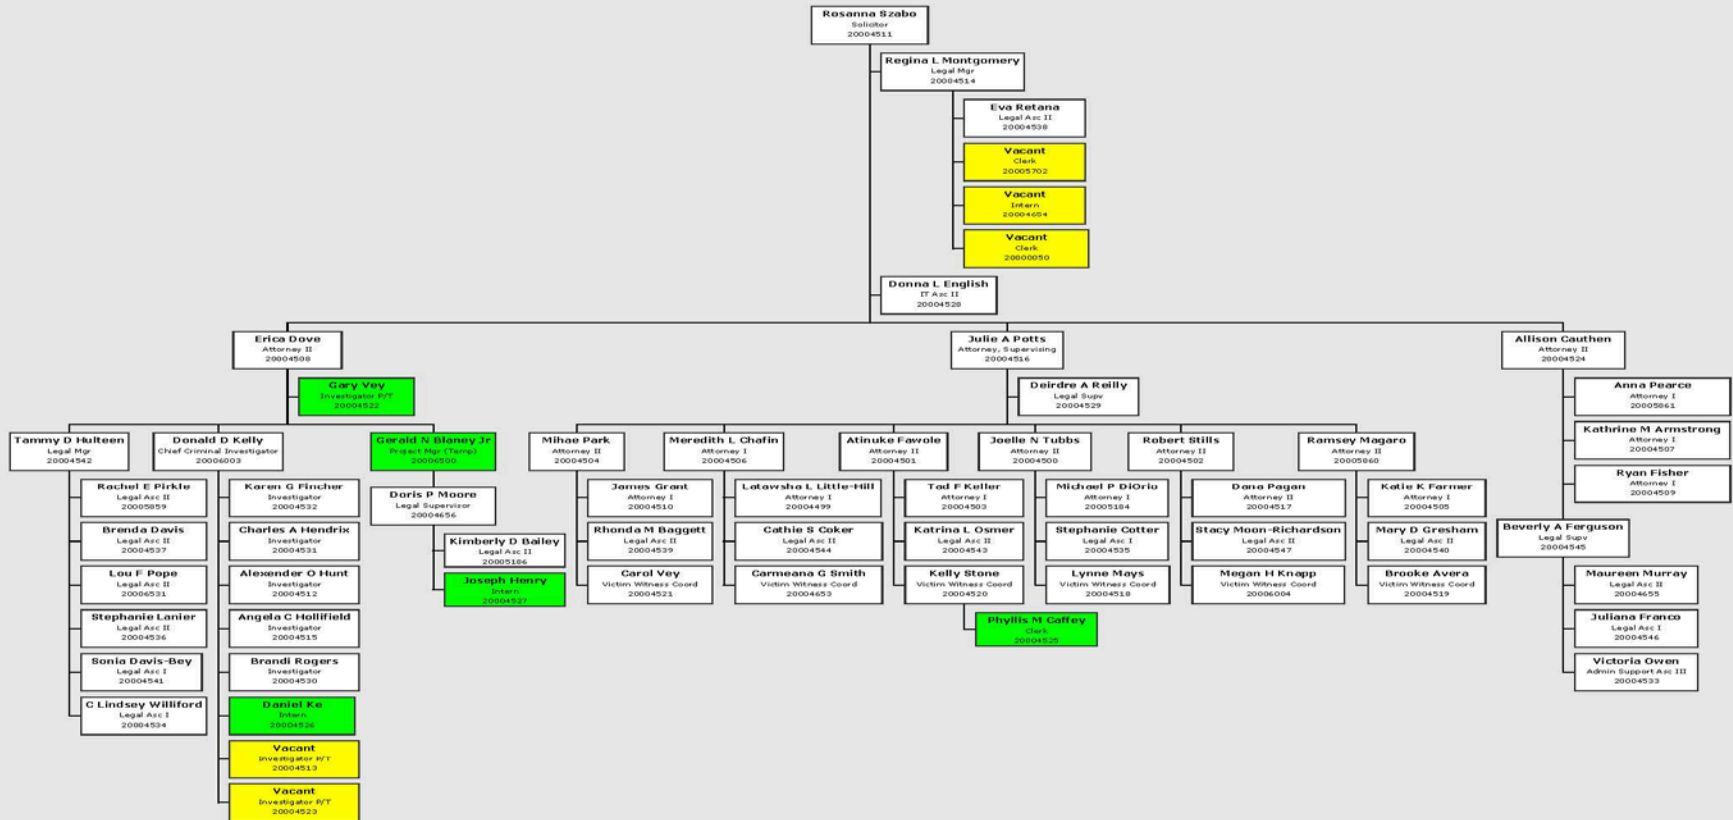 Rosanna Szabo
Solicitor
20004511
Regina L Montgomery
Legal Mgr
20004514
Eva Retana
Legal Asc II
20004538
Vacant
Clerk
20005702
Vacant
Intern
20004654
Vacant
Clerk
20000050
Donna L English
IT Asc II
20004528
Erica Dove
Attorney II
20004508
Gary Vey
Investigator P/T
20004522
Tammy D Hulteen
Legal Mgr
20004542
Rachel E Pirkle
Legal Asc II
20005859
Brenda Davis
Legal Asc II
20004537
Lou F Pope
Legal Asc II
20006531
Stephanie Lanier
Legal Asc II
20004536
Sonia Davis-Bey
Legal Asc I
20004541
C Lindsey Williford
Legal Asc I
20004534
Donald D Kelly
Chief Criminal Investigator
20006003
Karen G Fincher
Investigator
20004532
Charles A Hendrix
Investigator
20004531
Alexender O Hunt
Investigator
20004512
Angela C Hollifield
Investigator
20004515
Brandi Rogers
Investigator
20004530
Daniel Ke
Intern
20004526
Vacant
Investigator P/T
20004513
Vacant
Investigator P/T
20004523
Gerald N Blaney Jr
Project Mgr (Temp)
20006500
Doris P Moore
Legal Supervisor
20004656
Kimberly D Bailey
Legal Asc II
20005186
Joseph Henry
Intern
20004527
Julie A Potts
Attorney, Supervising
20004516
Deirdre A Reilly
Legal Supv
20004529
Mihae Park
Attorney II
20004504
James Grant
Attorney I
20004510
Rhonda M Baggett
Legal Asc II
20004539
Carol Vey
Victim Witness Coord
20004521
Meredith L Chafin
Attorney I
20004506
Latawsha L Little-Hill
Attorney I
20004499
Cathie S Coker
Legal Asc II
20004544
Carmeana G Smith
Victim Witness Coord
20004653
Atinuke Fawole
Attorney II
20004501
Tad F Keller
Attorney I
20004503
Katrina L Osmer
Legal Asc II
20004543
Kelly Stone
Victim Witness Coord
20004520
Phyllis M Caffey
Clerk
20004525
Joelle N Tubbs
Attorney II
20004500
Michael P DiOrio
Attorney I
20005184
Stephanie Cotter
Legal Asc I
20004535
Lynne Mays
Victim Witness Coord
20004518
Robert Stills
Attorney II
20004502
Dana Pagan
Attorney II
20004517
Stacy Moon-Richardson
Legal Asc II
20004547
Megan H Knapp
Victim Witness Coord
20006004
Ramsey Magaro
Attorney II
20005860
Katie K Farmer
Attorney I
20004505
Mary D Gresham
Legal Asc II
20004540
Brooke Avera
Victim Witness Coord
20004519
Allison Cauthen
Attorney II
20004524
Anna Pearce
Attorney I
20005861
Kathrine M Armstrong
Attorney I
20004507
Ryan Fisher
Attorney I
20004509
Beverly A Ferguson
Legal Supv
20004545
Maureen Murray
Legal Asc II
20004655
Juliana Franco
Legal Asc I
20004546
Victoria Owen
Admin Support Asc III
20004533